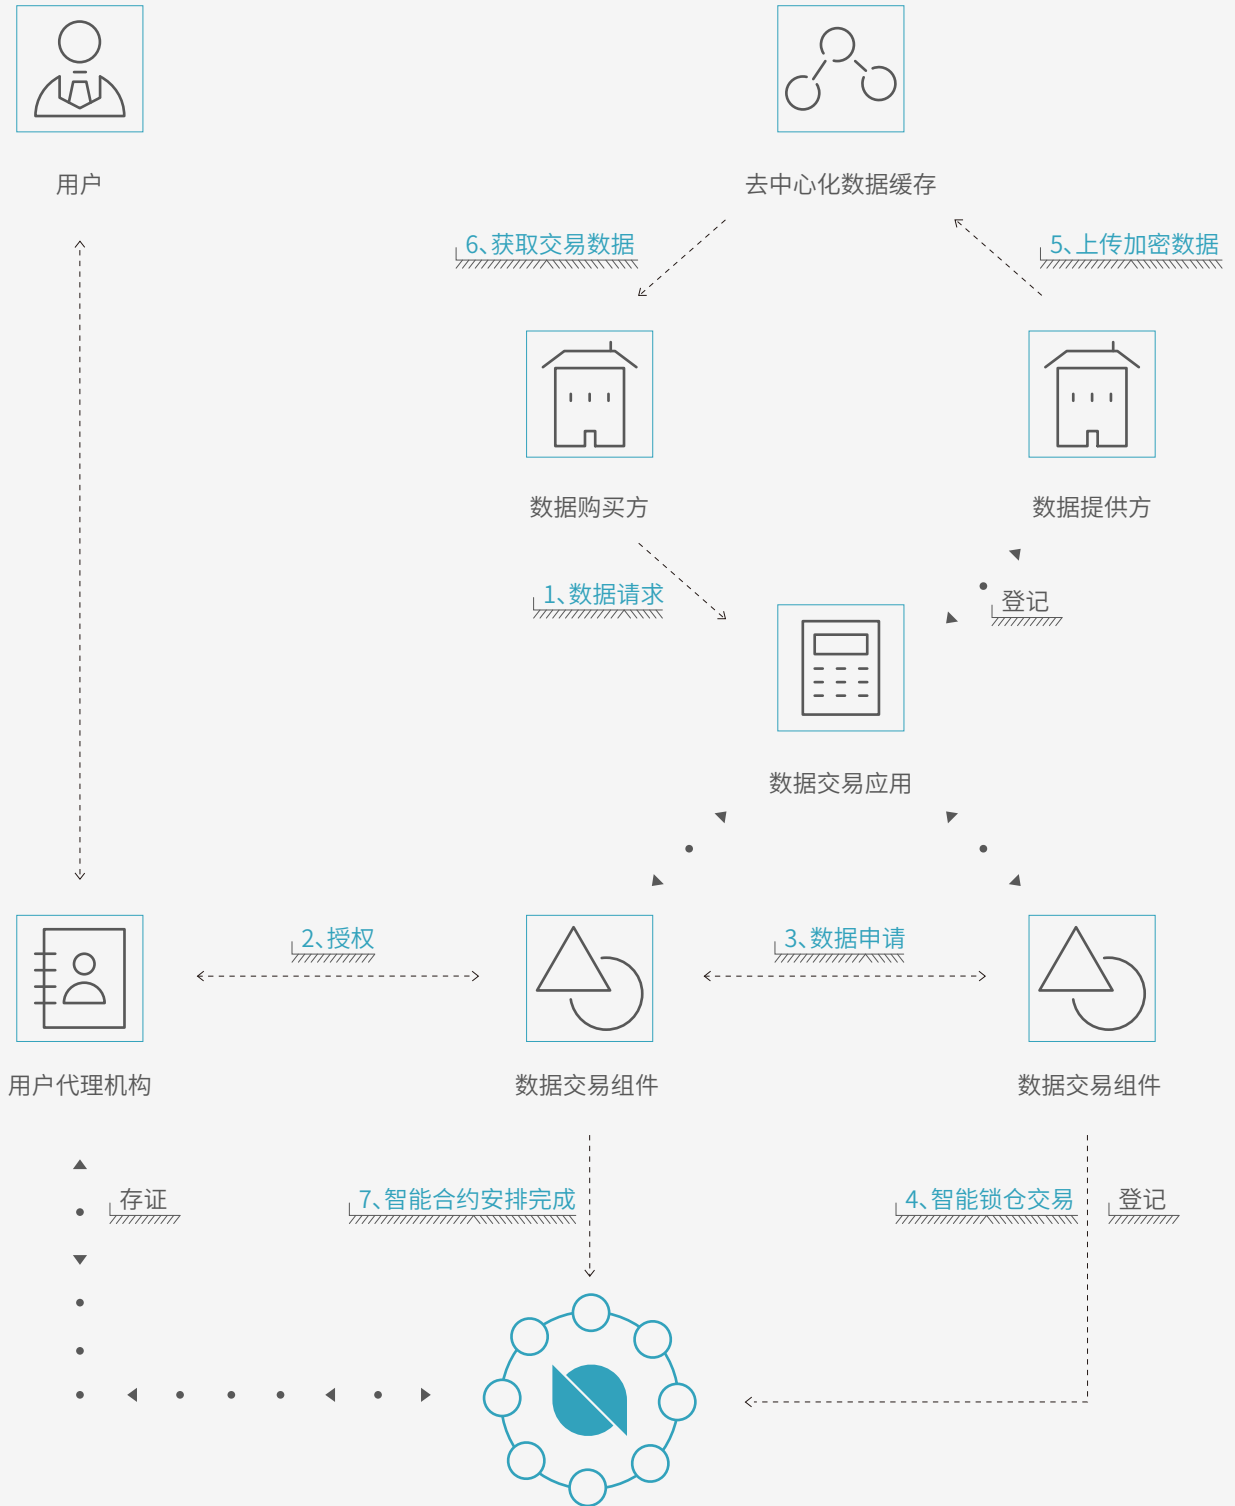 用户
去中心化数据缓存
6、获取交易数据
5、上传加密数据
数据购买方
数据提供方
1、数据请求
登记
数据交易应用
2、授权
3、数据申请
用户代理机构
数据交易组件
数据交易组件
存证
7、智能合约安排完成
4、智能锁仓交易
登记